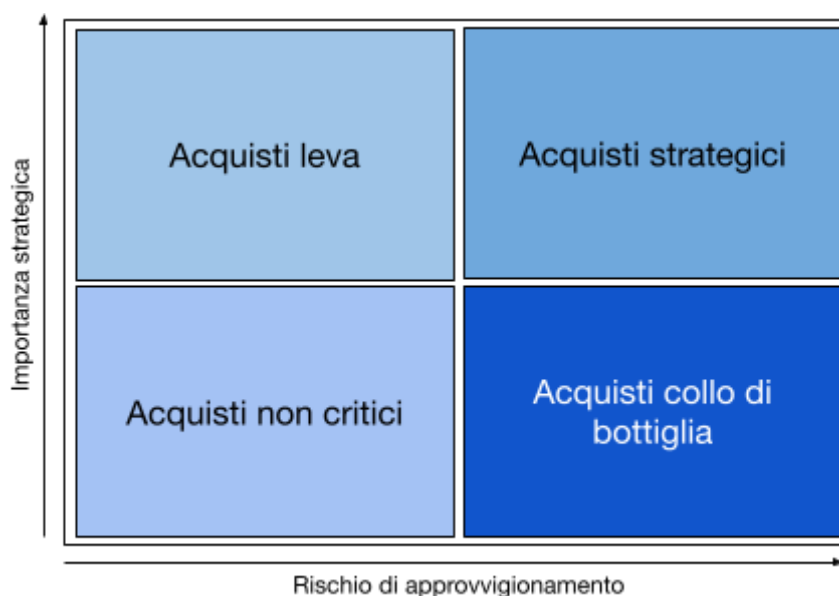 Importanza strategica
Acquisti leva
Acquisti strategici
Acquisti non critici
Acquisti collo di
bottiglia
Rischio di approvvigionamento